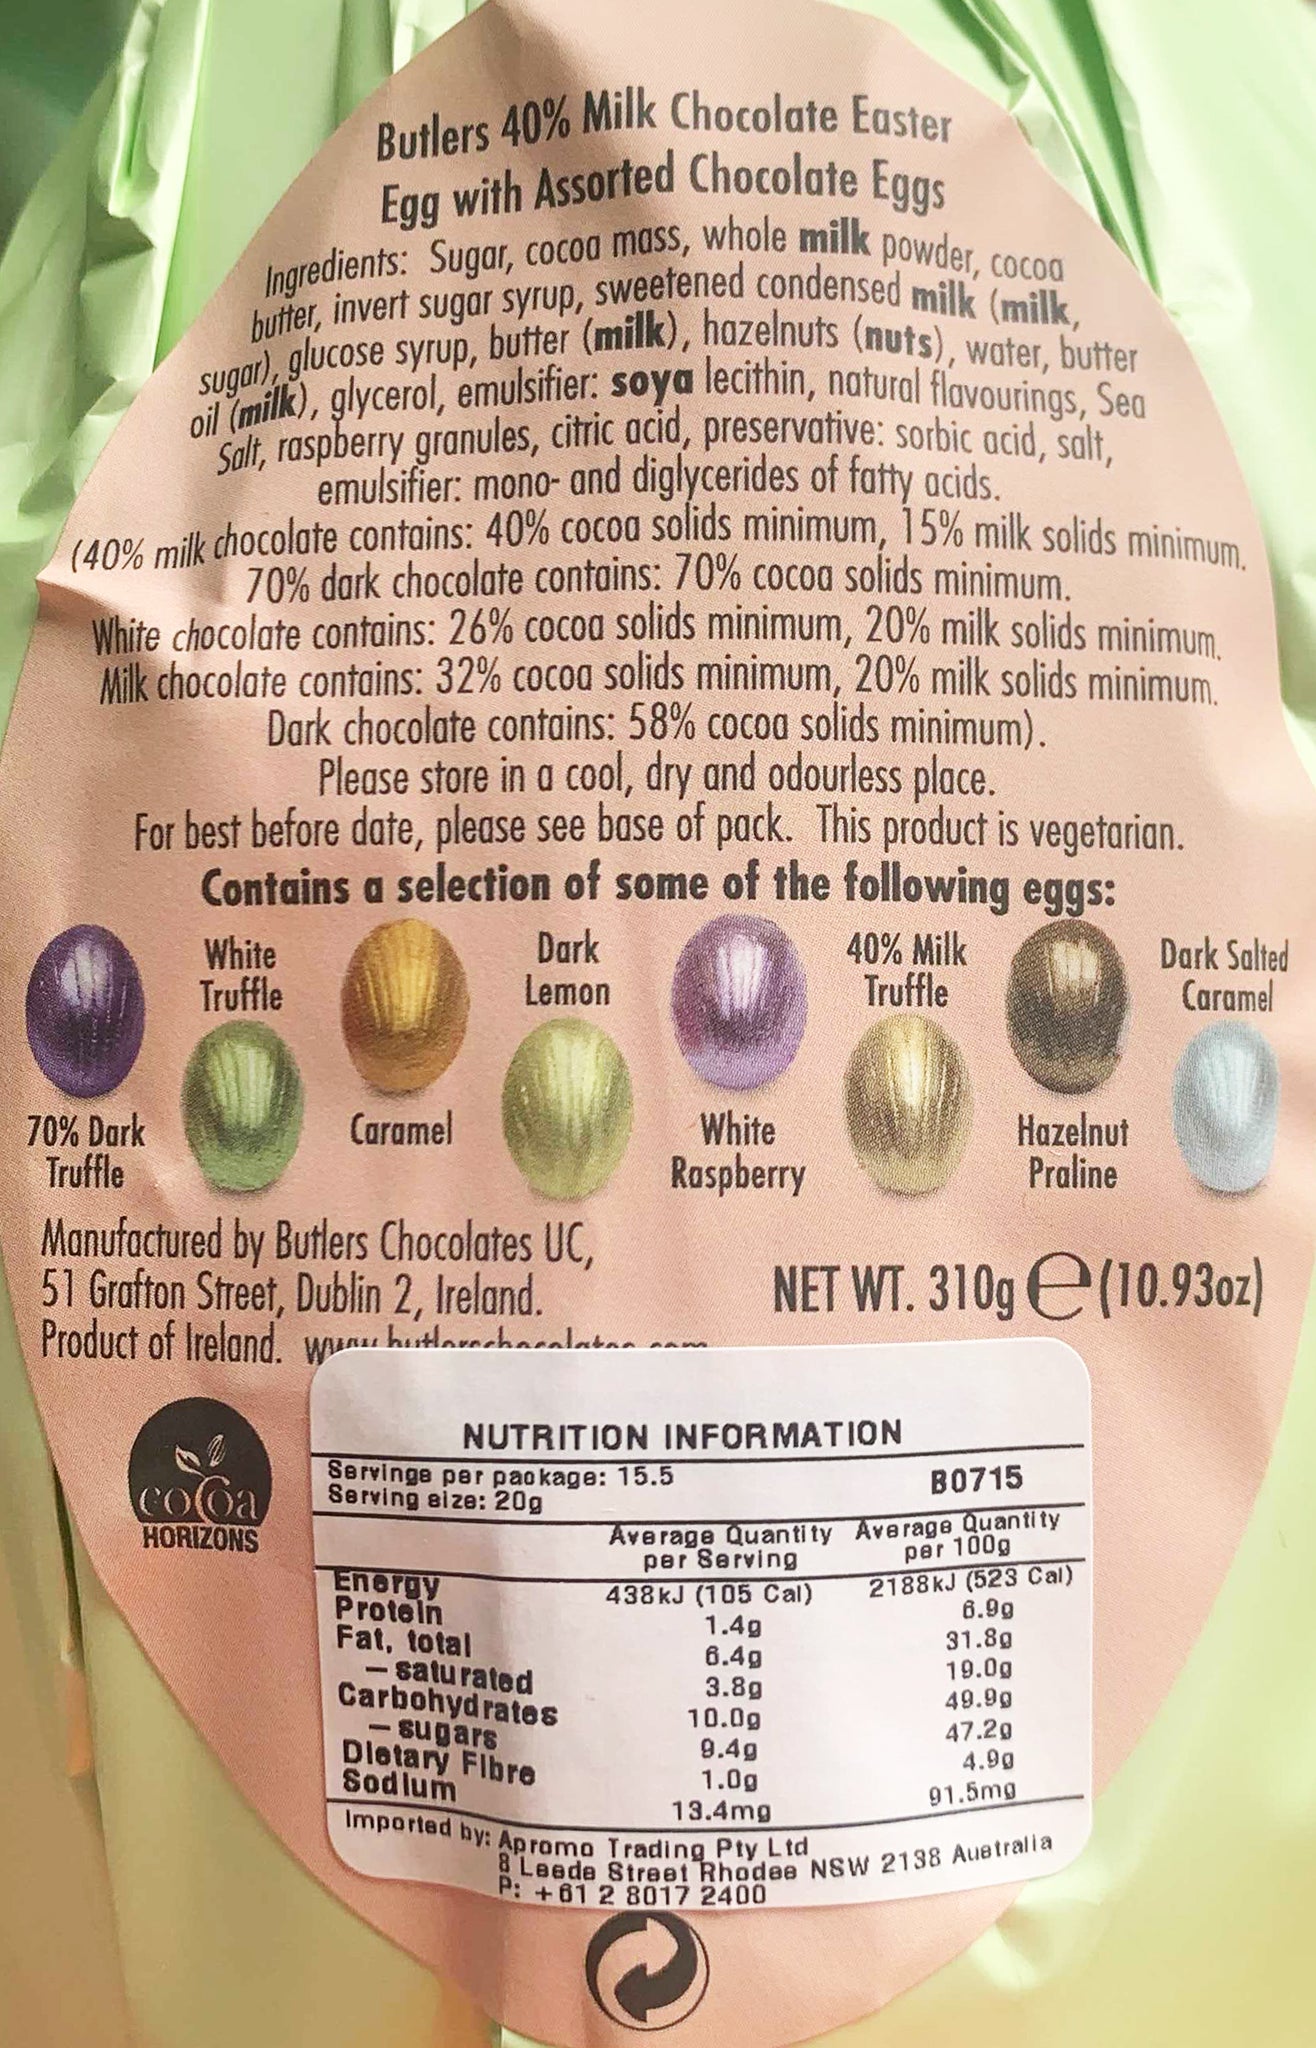 Butlers 40% Milk Chocolate Easter
Egg with Assorted Chocolate Eggs
Ingredients: Sugar, cocoa mass, whole milk powder, cocoa
butter, invert sugar syrup, sweetened condensed milk (milk,
sugar), glucose syrup, butter (milk), hazelnuts (nuts), water, butter
oil (milk), glycerol, emulsifier: soya lecithin, natural flavourings, Sea
Salt, raspberry granules, citric acid, preservative: sorbic acid, salt,
emulsifier: mono- and diglycerides of fatty acids.
(40% milk chocolate contains: 40% cocoa solids minimum, 15% milk solids minimum.
70% dark chocolate contains: 70% cocoa solids minimum.
White chocolate contains: 26% cocoa solids minimum, 20% milk solids minimum.
Milk chocolate contains: 32% cocoa solids minimum, 20% milk solids minimum.
Dark chocolate contains: 58% cocoa solids minimum).
Please store in a cool, dry and odourless place.
For best before date, please see base of pack. This product is vegetarian.
Contains a selection of some of the following eggs:
White Truffle
Dark Lemon
40% Milk Truffle
Dark Salted Caramel
70% Dark Truffle
Caramel
White Raspberry
Hazelnut Praline
Manufactured by Butlers Chocolates UC,
51 Grafton Street, Dublin 2, Ireland.
Product of Ireland. www.butlerschocolates.com
NET WT. 310g e (10.93oz)
cocoa
HORIZONS
NUTRITION INFORMATION
Servings per package: 15.5
Serving size: 20g
B0715
Average Quantity per Serving
Average Quantity per 100g
Energy 438kJ (105 Cal) 2188kJ (523 Cal)
Protein 1.4g 6.9g
Fat, total 6.4g 31.8g
– saturated 3.8g 19.0g
Carbohydrates 10.0g 49.9g
– sugars 9.4g 47.2g
Dietary Fibre 1.0g 4.9g
Sodium 13.4mg 91.5mg
Imported by: Apromo Trading Pty Ltd
8 Leeds Street Rhodes NSW 2138 Australia
P: +61 2 8017 2400